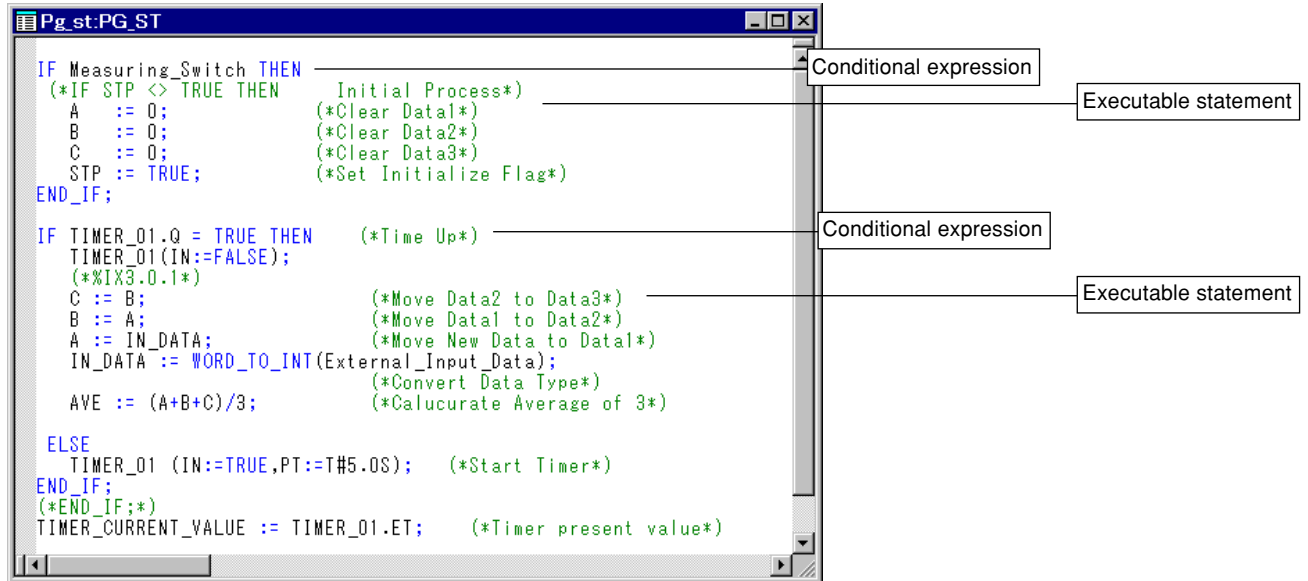 Pg_st:PG_ST
IF Measuring_Switch THEN
Conditional expression
(*IF STP <> TRUE THEN Initial Process*)
Executable statement
A := 0; (*Clear Data1*)
B := 0; (*Clear Data2*)
C := 0; (*Clear Data3*)
STP := TRUE; (*Set Initialize Flag*)
END_IF;
IF TIMER_01.Q = TRUE THEN (*Time Up*)
Conditional expression
TIMER_01(IN:=FALSE);
(*%IX3.0.1*)
C := B; (*Move Data2 to Data3*)
Executable statement
B := A; (*Move Data1 to Data2*)
A := IN_DATA; (*Move New Data to Data1*)
IN_DATA := WORD_TO_INT(External_Input_Data);
(*Convert Data Type*)
AVE := (A+B+C)/3; (*Calucurate Average of 3*)
ELSE
TIMER_01 (IN:=TRUE,PT:=T#5.0S); (*Start Timer*)
END_IF;
(*END_IF;*)
TIMER_CURRENT_VALUE := TIMER_01.ET; (*Timer present value*)